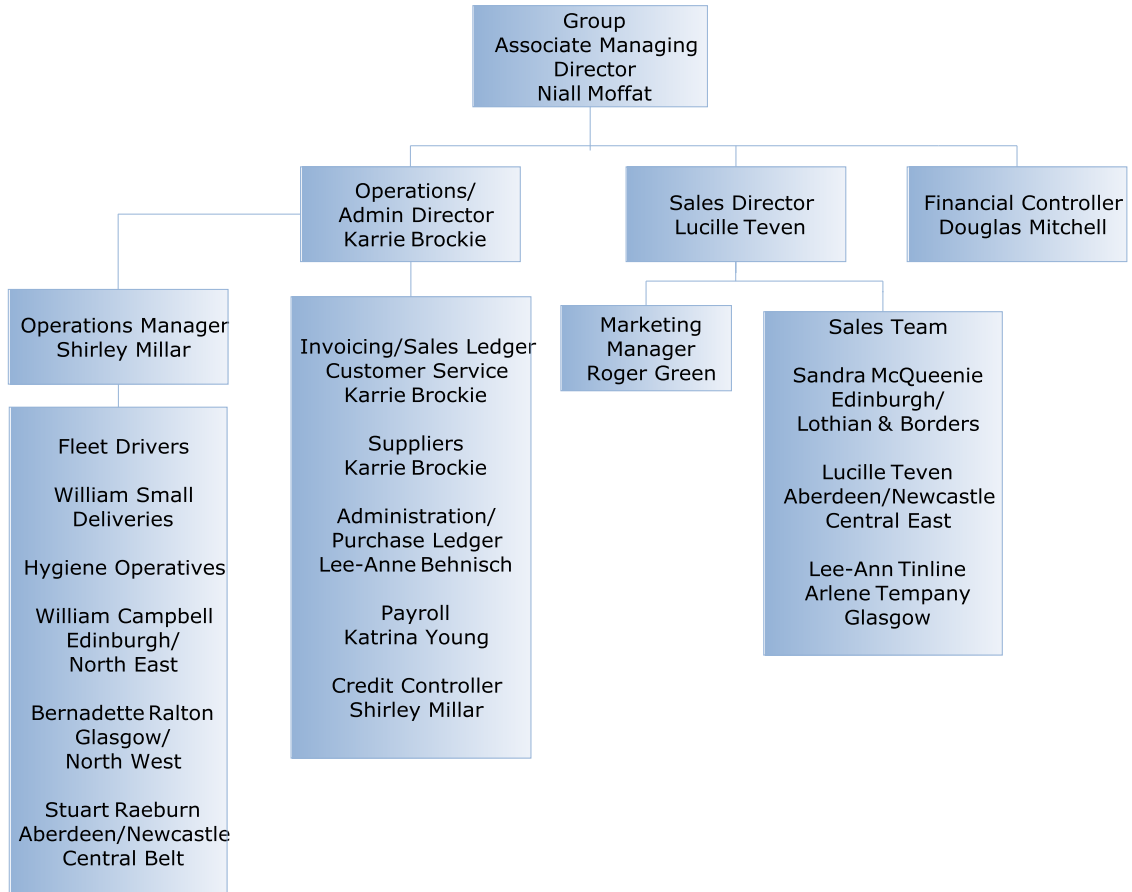 Group
Associate Managing
Director
Niall Moffat
Operations/
Admin Director
Karrie Brockie
Sales Director
Lucille Teven
Financial Controller
Douglas Mitchell
Operations Manager
Shirley Millar
Fleet Drivers
William Small
Deliveries
Hygiene Operatives
William Campbell
Edinburgh/
North East
Bernadette Ralton
Glasgow/
North West
Stuart Raeburn
Aberdeen/Newcastle
Central Belt
Invoicing/Sales Ledger
Customer Service
Karrie Brockie
Suppliers
Karrie Brockie
Administration/
Purchase Ledger
Lee-Anne Behnisch
Payroll
Katrina Young
Credit Controller
Shirley Millar
Marketing
Manager
Roger Green
Sales Team
Sandra McQueenie
Edinburgh/
Lothian & Borders
Lucille Teven
Aberdeen/Newcastle
Central East
Lee-Ann Tinline
Arlene Tempany
Glasgow